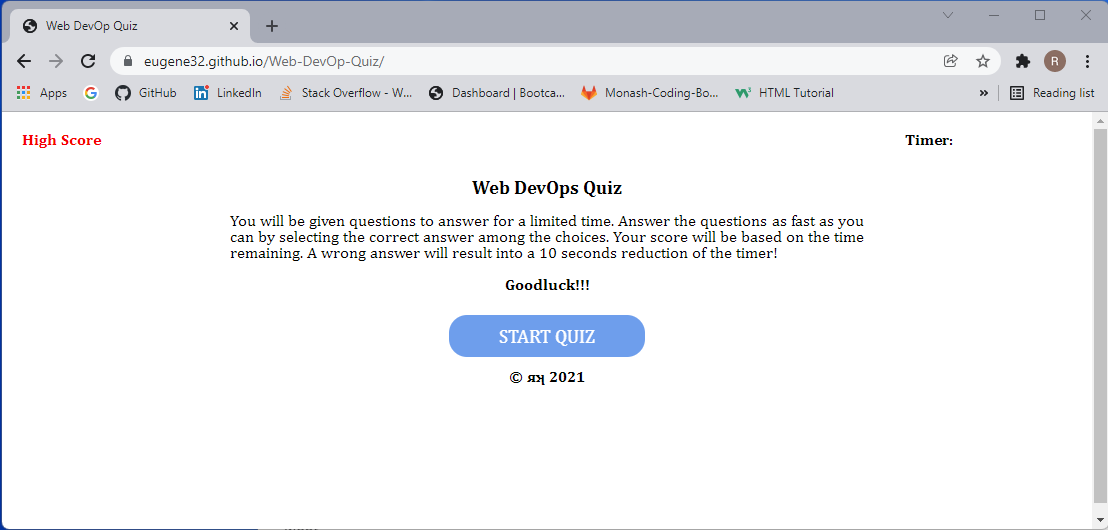 Web DevOp Quiz
eugene32.github.io/Web-DevOp-Quiz/
R
Apps
GitHub
LinkedIn
Stack Overflow - W...
Dashboard | Bootca...
Monash-Coding-Bo...
HTML Tutorial
»
Reading list
High Score
Timer:
Web DevOps Quiz
You will be given questions to answer for a limited time. Answer the questions as fast as you
can by selecting the correct answer among the choices. Your score will be based on the time
remaining. A wrong answer will result into a 10 seconds reduction of the timer!
Goodluck!!!
START QUIZ
© ʁʞ 2021